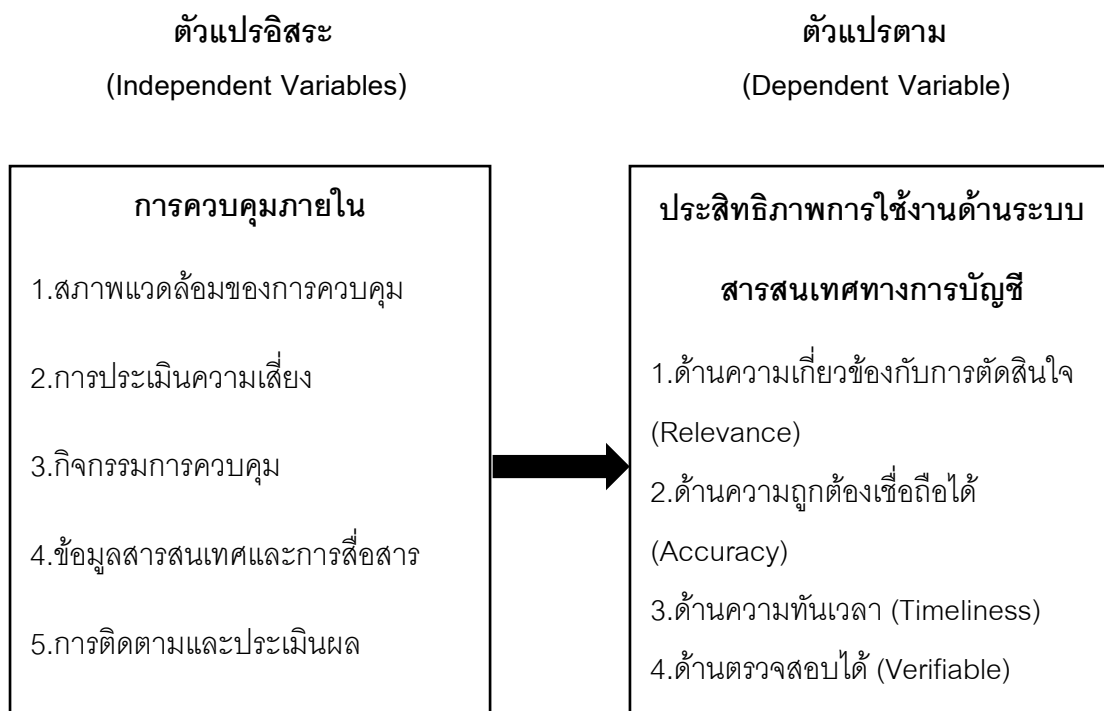 ตัวแปรอิสระ
(Independent Variables)
ตัวแปรตาม
(Dependent Variable)
การควบคุมภายใน
1.สภาพแวดล้อมของการควบคุม
2.การประเมินความเสี่ยง
3.กิจกรรมการควบคุม
4.ข้อมูลสารสนเทศและการสื่อสาร
5.การติดตามและประเมินผล
ประสิทธิภาพการใช้งานด้านระบบ
สารสนเทศทางการบัญชี
1.ด้านความเกี่ยวข้องกับการตัดสินใจ
(Relevance)
2.ด้านความถูกต้องเชื่อถือได้
(Accuracy)
3.ด้านความทันเวลา (Timeliness)
4.ด้านตรวจสอบได้ (Verifiable)